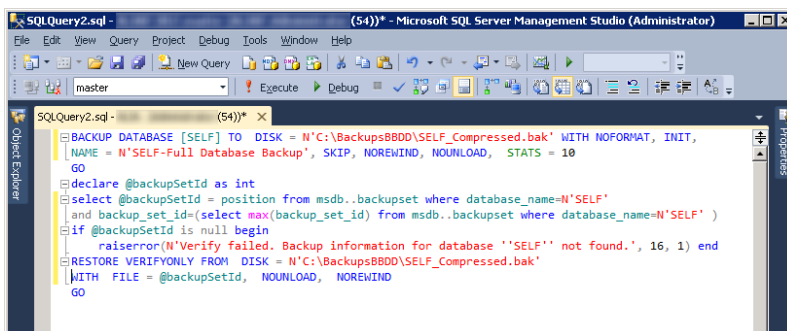 SQLQuery2.sql - (54))* - Microsoft SQL Server Management Studio (Administrator)
File Edit View Query Project Debug Tools Window Help
New Query
master Execute Debug
SQLQuery2.sql - (54))* ×
Object Explorer
Properties
BACKUP DATABASE [SELF] TO DISK = N'C:\BackupsBBDD\SELF_Compressed.bak' WITH NOFORMAT, INIT,
NAME = N'SELF-Full Database Backup', SKIP, NOREWIND, NOUNLOAD, STATS = 10
GO
declare @backupSetId as int
select @backupSetId = position from msdb..backupset where database_name=N'SELF'
and backup_set_id=(select max(backup_set_id) from msdb..backupset where database_name=N'SELF' )
if @backupSetId is null begin
raiserror(N'Verify failed. Backup information for database ''SELF'' not found.', 16, 1) end
RESTORE VERIFYONLY FROM DISK = N'C:\BackupsBBDD\SELF_Compressed.bak'
WITH FILE = @backupSetId, NOUNLOAD, NOREWIND
GO